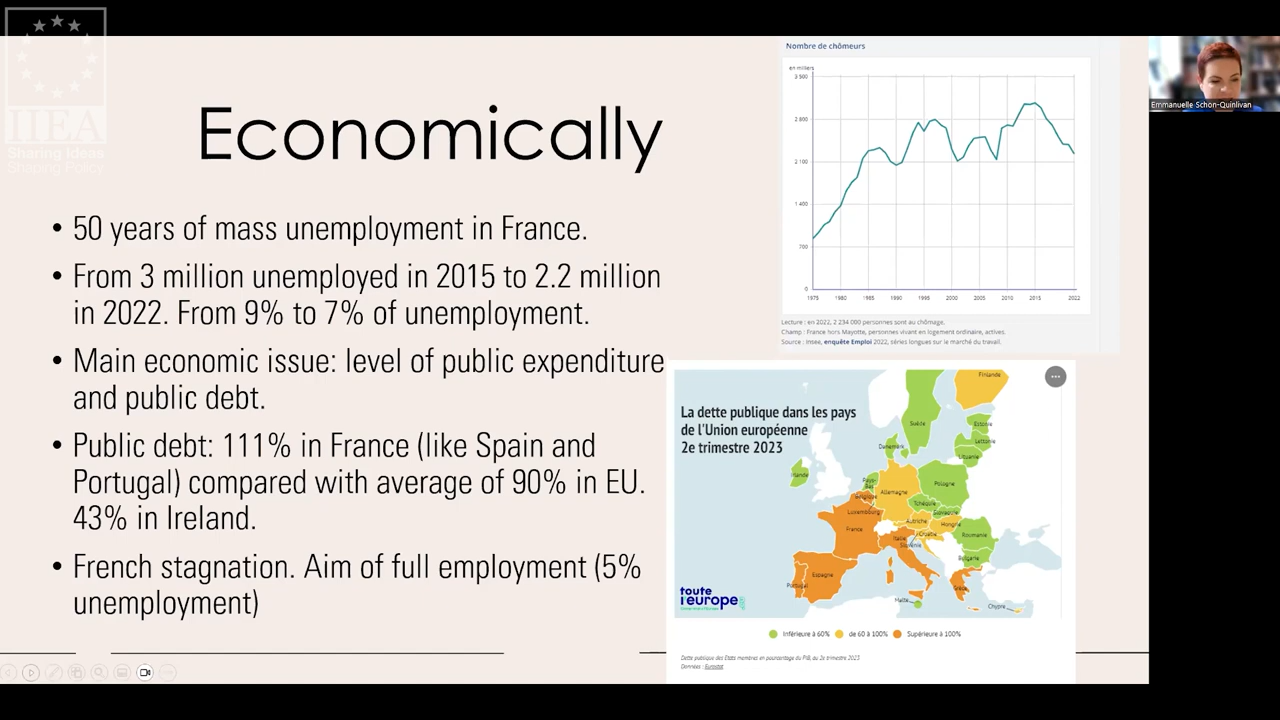 IIEA
Sharing Ideas
Sharing Policy
Economically
• 50 years of mass unemployment in France.
• From 3 million unemployed in 2015 to 2.2 million
in 2022. From 9% to 7% of unemployment.
• Main economic issue: level of public expenditure
and public debt.
• Public debt: 111% in France (like Spain and
Portugal) compared with average of 90% in EU.
43% in Ireland.
• French stagnation. Aim of full employment (5%
unemployment)
Nombre de chômeurs
en milliers
3 500
2 800
2 100
1 400
700
0
1975 1980 1985 1990 1995 2000 2005 2010 2015 2022
Lecture : en 2022, 2 234 000 personnes sont au chômage.
Champ : France hors Mayotte, personnes vivant en logement ordinaire, actives.
Source : Insee, enquête Emploi 2022, séries longues sur le marché du travail.
La dette publique dans les pays
de l'Union européenne
2e trimestre 2023
Finlande
Suède
Estonie
Lettonie
Danemark
Lituanie
Irlande
Pays-Bas
Pologne
Allemagne
Belgique
Luxembourg
Tchéquie
Slovaquie
Autriche
Hongrie
France
Roumanie
Italie
Croatie
Slovénie
Bulgarie
Espagne
Portugal
Grèce
Malte
Chypre
toute
l'europe
Inférieure à 60% de 60 à 100% Supérieure à 100%
Dette publique des Etats membres en pourcentage du PIB, au 2e trimestre 2023
Données : Eurostat
Emmanuelle Schon-Quinlivan